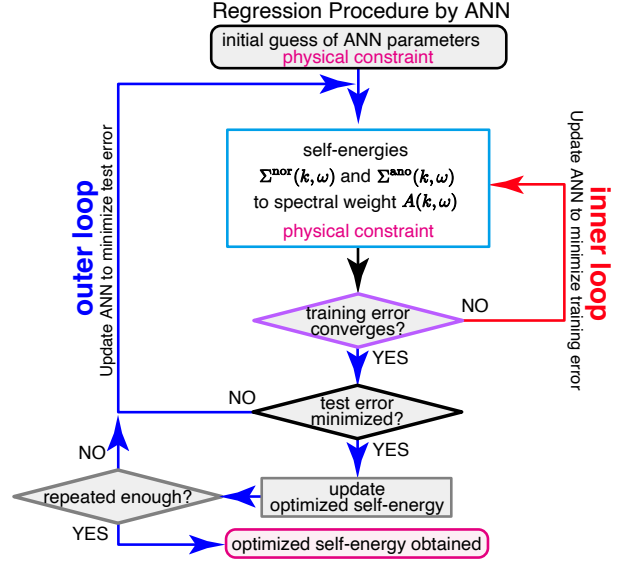 Regression Procedure by ANN
initial guess of ANN parameters
physical constraint
self-energies
Σ^nor(k, ω) and Σ^ano(k, ω)
to spectral weight A(k, ω)
physical constraint
outer loop
Update ANN to minimize test error
inner loop
Update ANN to minimize training error
training error
converges?
NO
YES
test error
minimized?
NO
YES
update
optimized self-energy
repeated enough?
NO
YES
optimized self-energy obtained